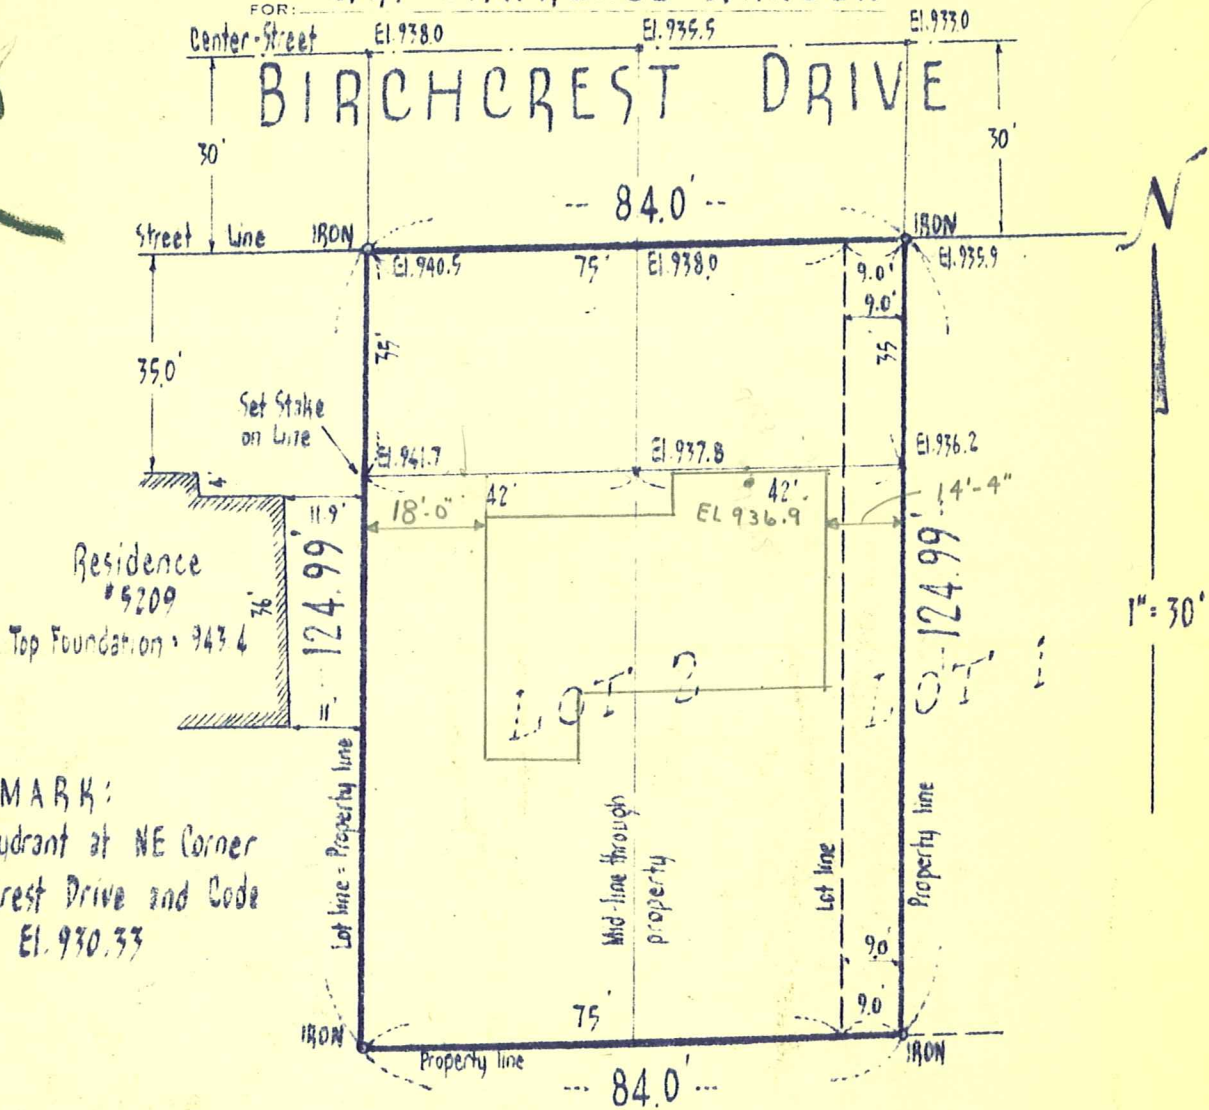 FOR:
Center-Street
El.938.0
El.935.5
El.933.0
BIRCHCREST DRIVE
30'
30'
-- 84.0' --
N
Street Line
IRON
IRON
El.940.5
75'
El.938.0
9.0'
El.935.9
9.0'
35.0'
35'
35'
Set Stake
on Line
El.941.7
El.937.8
El.936.2
4'
42'
42'
14'-4"
11.9'
18'-0"
EL 936.9
Residence
#5209
Top Foundation = 943.4
36'
124.99'
124.99'
1" = 30'
LOT 2
LOT 1
11'
MARK:
ydrant at NE Corner
rest Drive and Code
El. 930.33
Lot line = Property line
Mid-line through
property
Lot line
Property line
9.0'
75'
9.0'
IRON
IRON
Property line
--- 84.0' ---